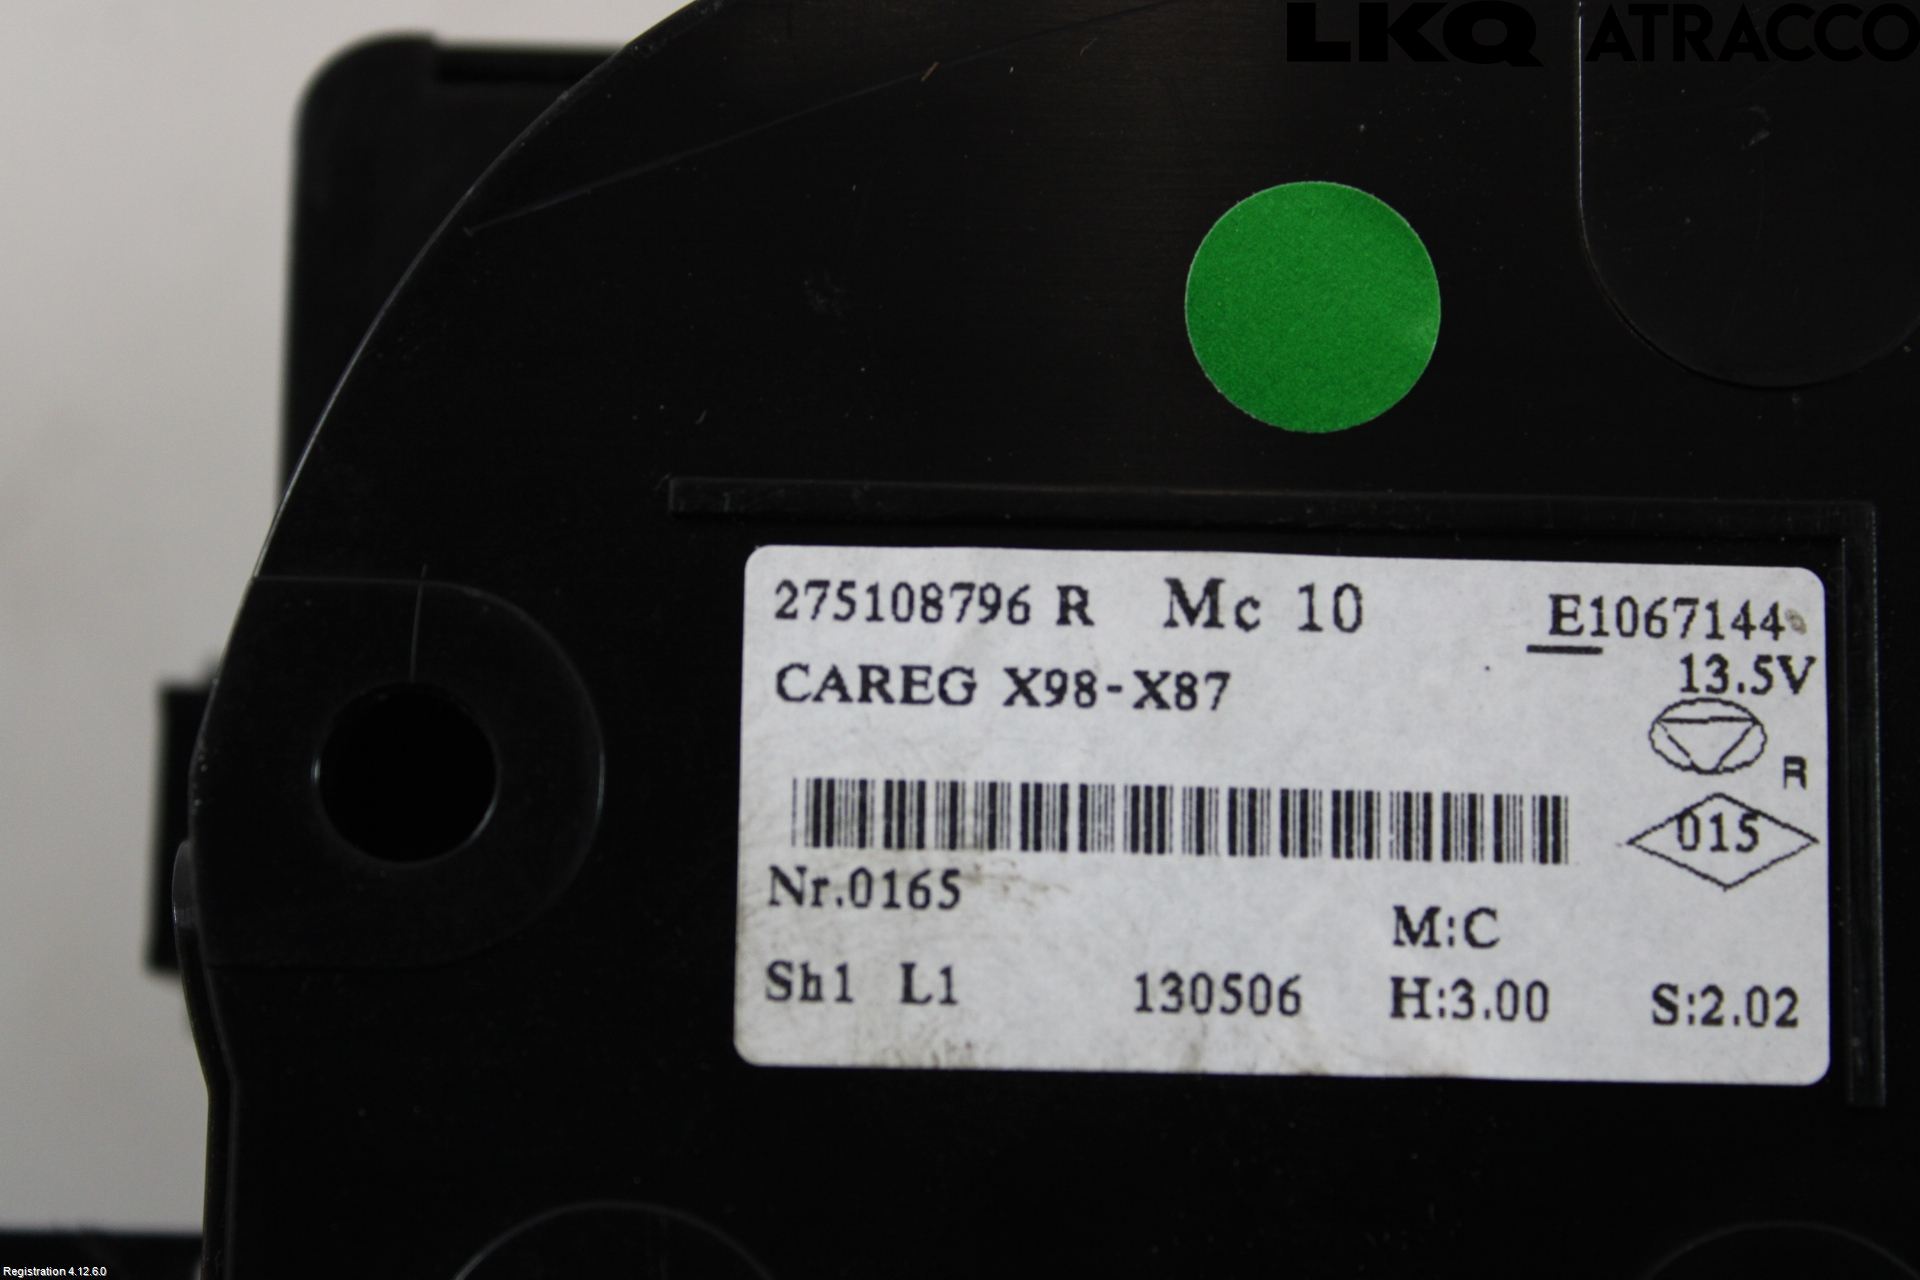 LKQ ATRACCO
275108796 R Mc 10 E1067144
CAREG X98-X87 13.5V
R
015
Nr.0165
M:C
Sh1 L1 130506 H:3.00 S:2.02
Registration 4.12.6.0